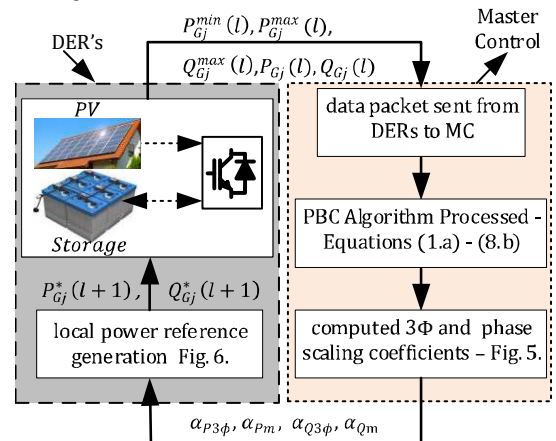 DER's
P_{Gj}^{min}(l), P_{Gj}^{max}(l),
Q_{Gj}^{max}(l), P_{Gj}(l), Q_{Gj}(l)
Master
Control
PV
Storage
P_{Gj}^{*}(l+1), Q_{Gj}^{*}(l+1)
local power reference
generation Fig. 6.
data packet sent from
DERs to MC
PBC Algorithm Processed -
Equations (1.a) - (8.b)
computed 3Φ and phase
scaling coefficients – Fig. 5.
α_{P3ϕ}, α_{Pm}, α_{Q3ϕ}, α_{Qm}